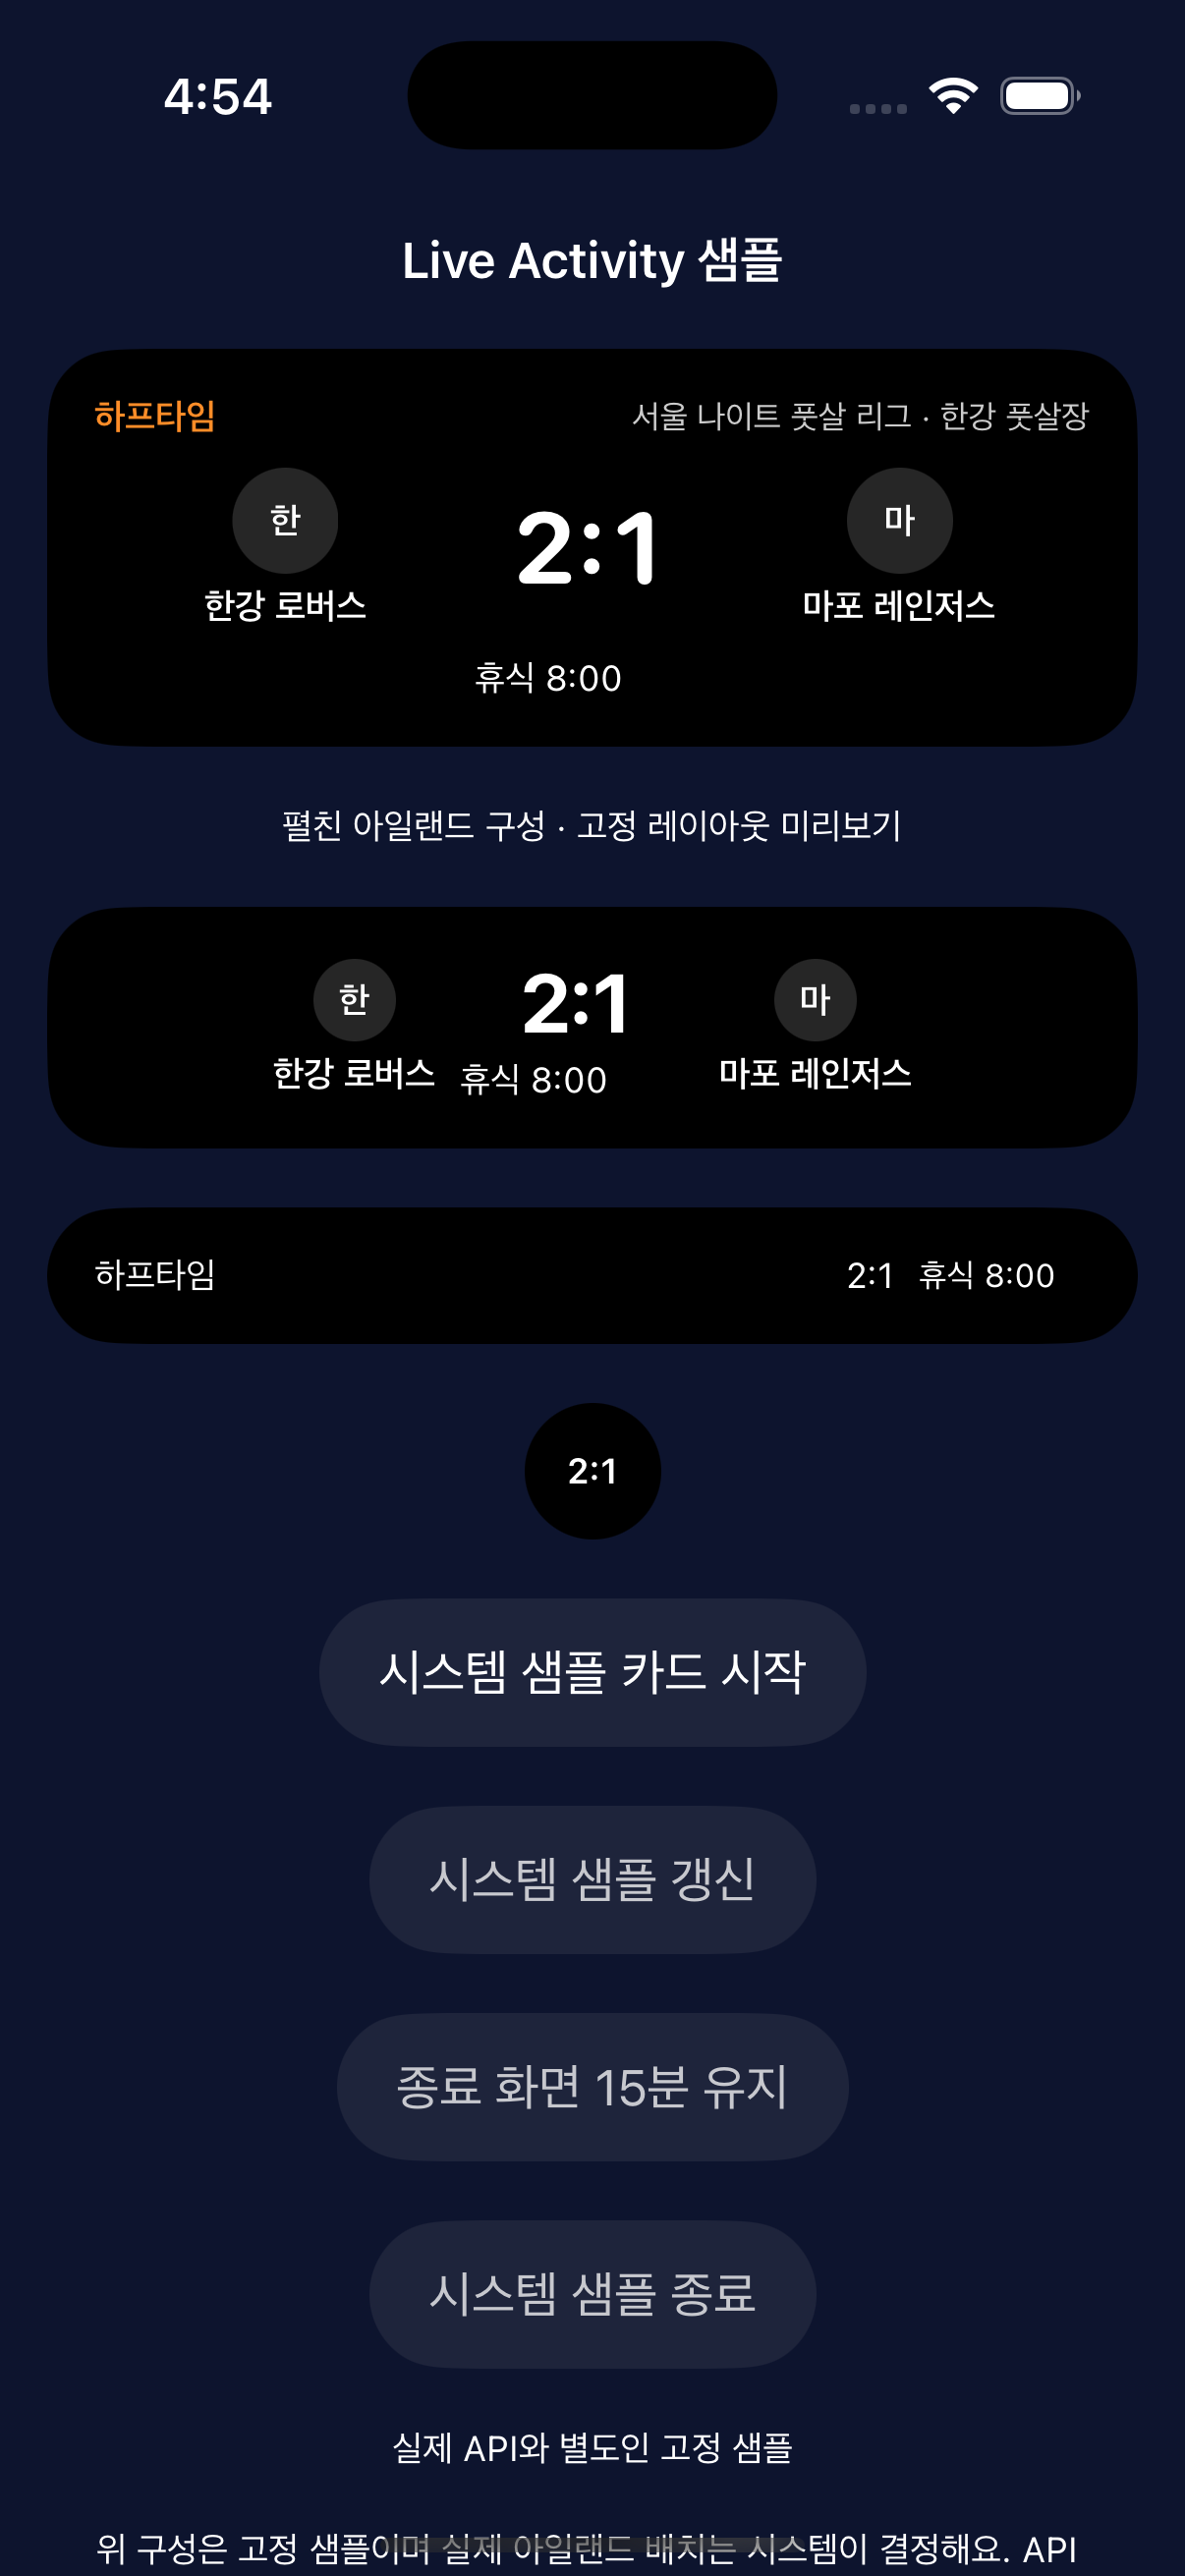 4:54
Live Activity 샘플
하프타임 서울 나이트 풋살 리그 · 한강 풋살장
한 2:1 마
한강 로버스 마포 레인저스
휴식 8:00
펼친 아일랜드 구성 · 고정 레이아웃 미리보기
한 2:1 마
한강 로버스 휴식 8:00 마포 레인저스
하프타임 2:1 휴식 8:00
2:1
시스템 샘플 카드 시작
시스템 샘플 갱신
종료 화면 15분 유지
시스템 샘플 종료
실제 API와 별도인 고정 샘플
위 구성은 고정 샘플이며 실제 아일랜드 배치는 시스템이 결정해요. API